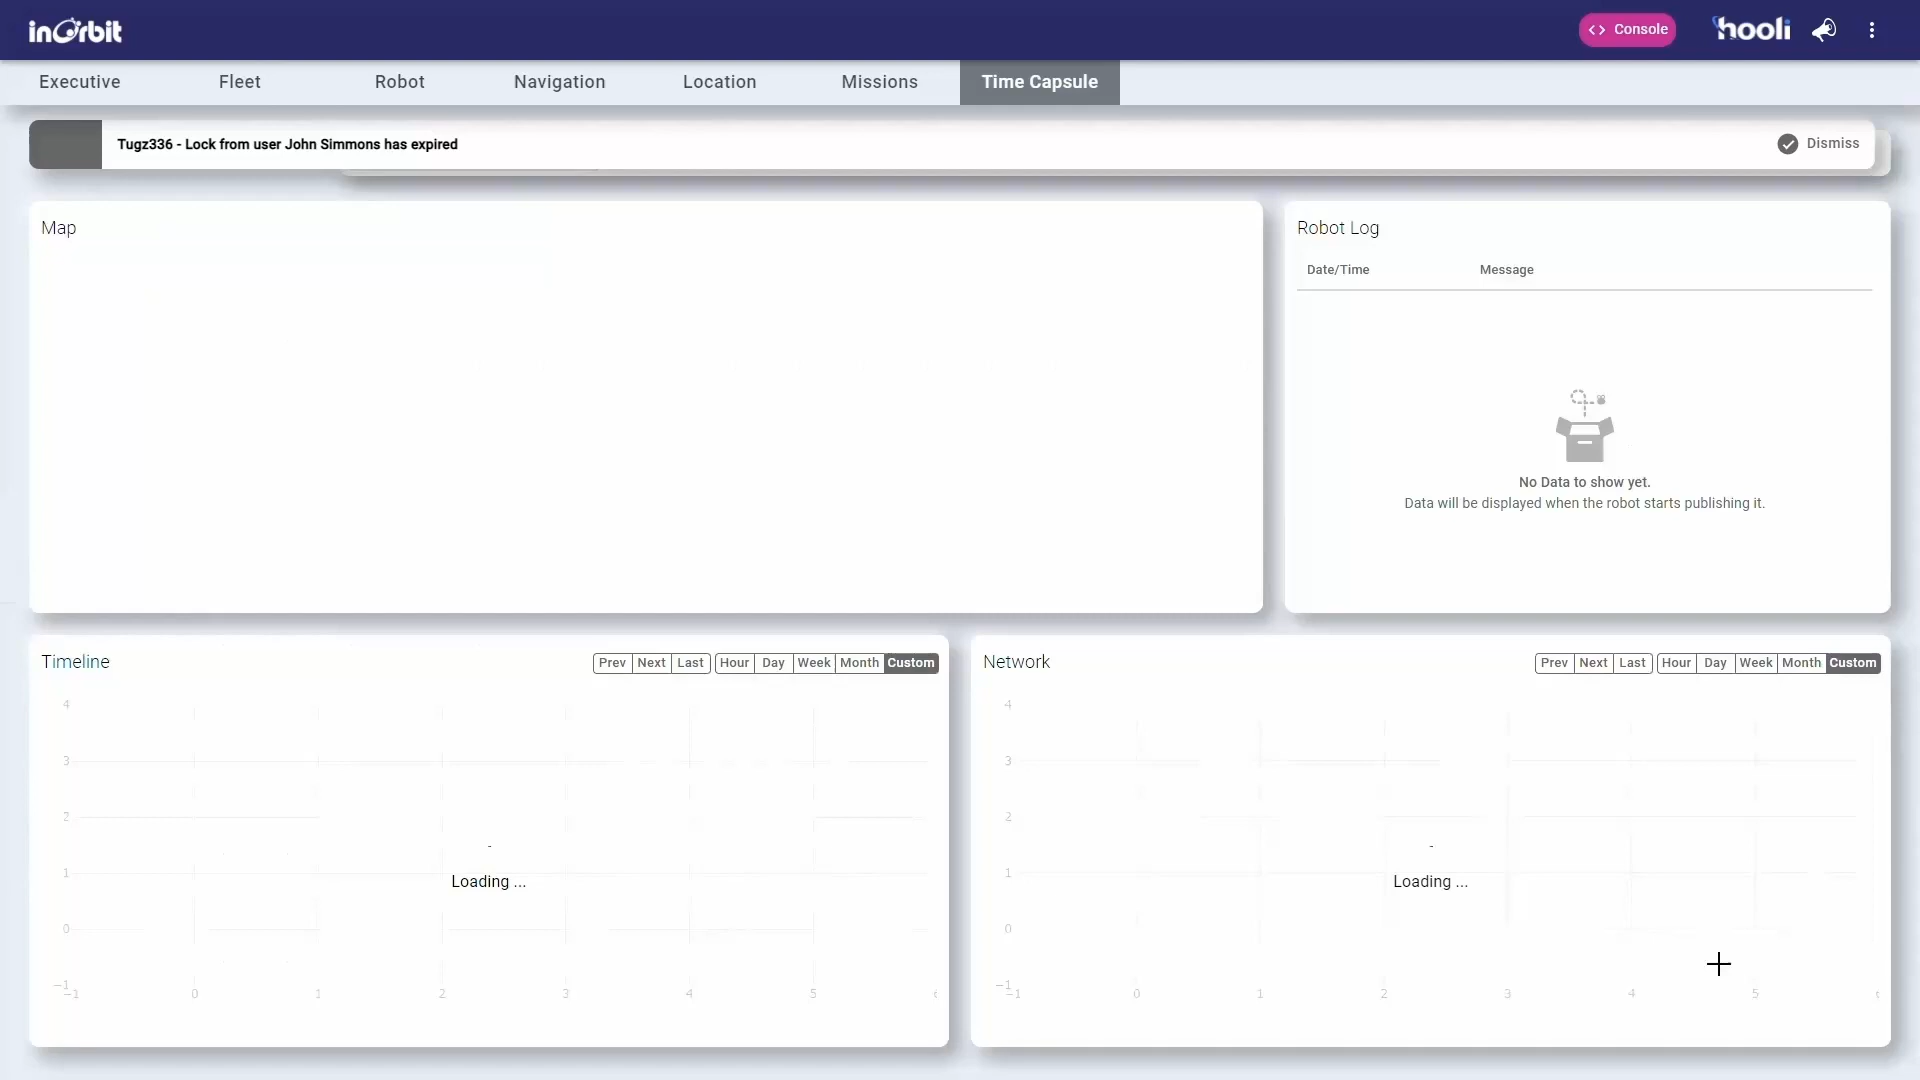 inOrbit
Console
hooli
Executive
Fleet
Robot
Navigation
Location
Missions
Time Capsule
Tugz336 - Lock from user John Simmons has expired
Dismiss
Map
Robot Log
Date/Time
Message
No Data to show yet.
Data will be displayed when the robot starts publishing it.
Timeline
Prev Next Last Hour Day Week Month Custom
4
3
2
1
0
−1
Loading ...
−1 0 1 2 3 4 5
Network
Prev Next Last Hour Day Week Month Custom
4
3
2
1
0
−1
Loading ...
−1 0 1 2 3 4 5